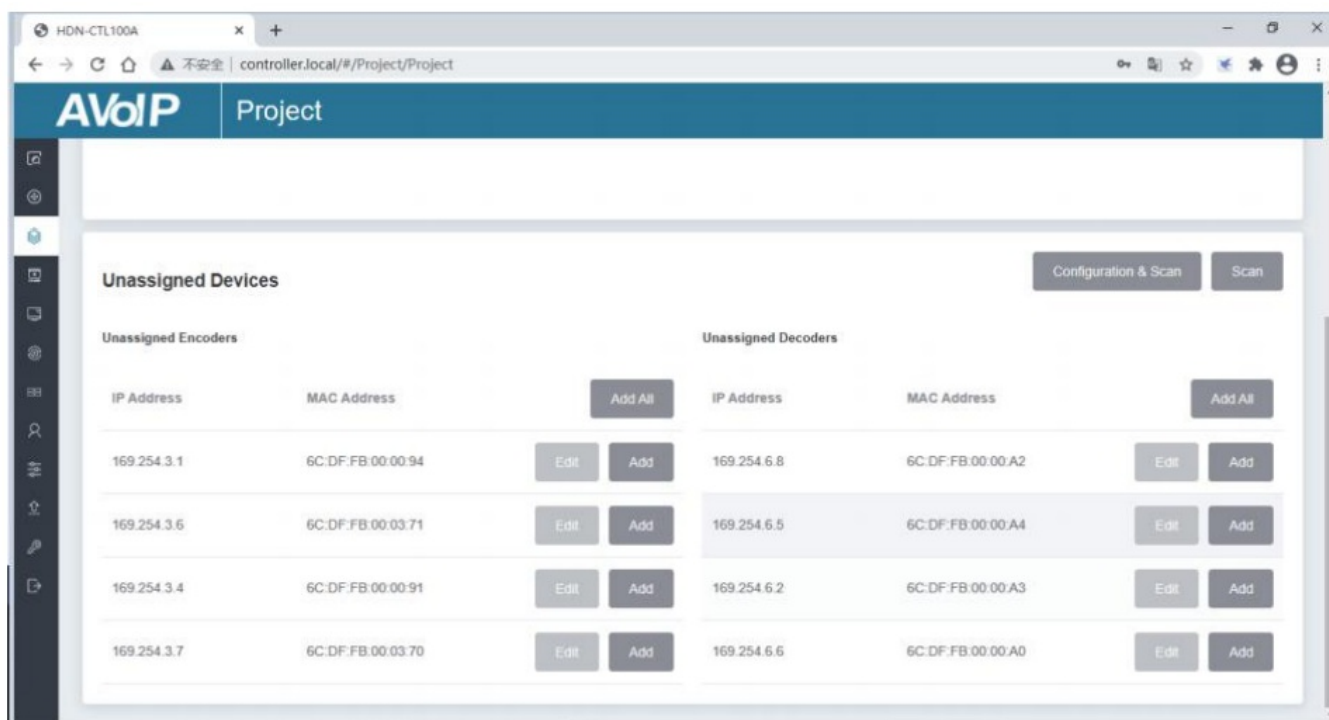 HDN-CTL100A
不安全 | controller.local/#/Project/Project
AVoIP Project
Unassigned Devices Configuration & Scan Scan
Unassigned Encoders Unassigned Decoders
IP Address MAC Address Add All IP Address MAC Address Add All
169.254.3.1 6C:DF:FB:00:00:94 Edit Add 169.254.6.8 6C:DF:FB:00:00:A2 Edit Add
169.254.3.6 6C:DF:FB:00:03:71 Edit Add 169.254.6.5 6C:DF:FB:00:00:A4 Edit Add
169.254.3.4 6C:DF:FB:00:00:91 Edit Add 169.254.6.2 6C:DF:FB:00:00:A3 Edit Add
169.254.3.7 6C:DF:FB:00:03:70 Edit Add 169.254.6.6 6C:DF:FB:00:00:A0 Edit Add